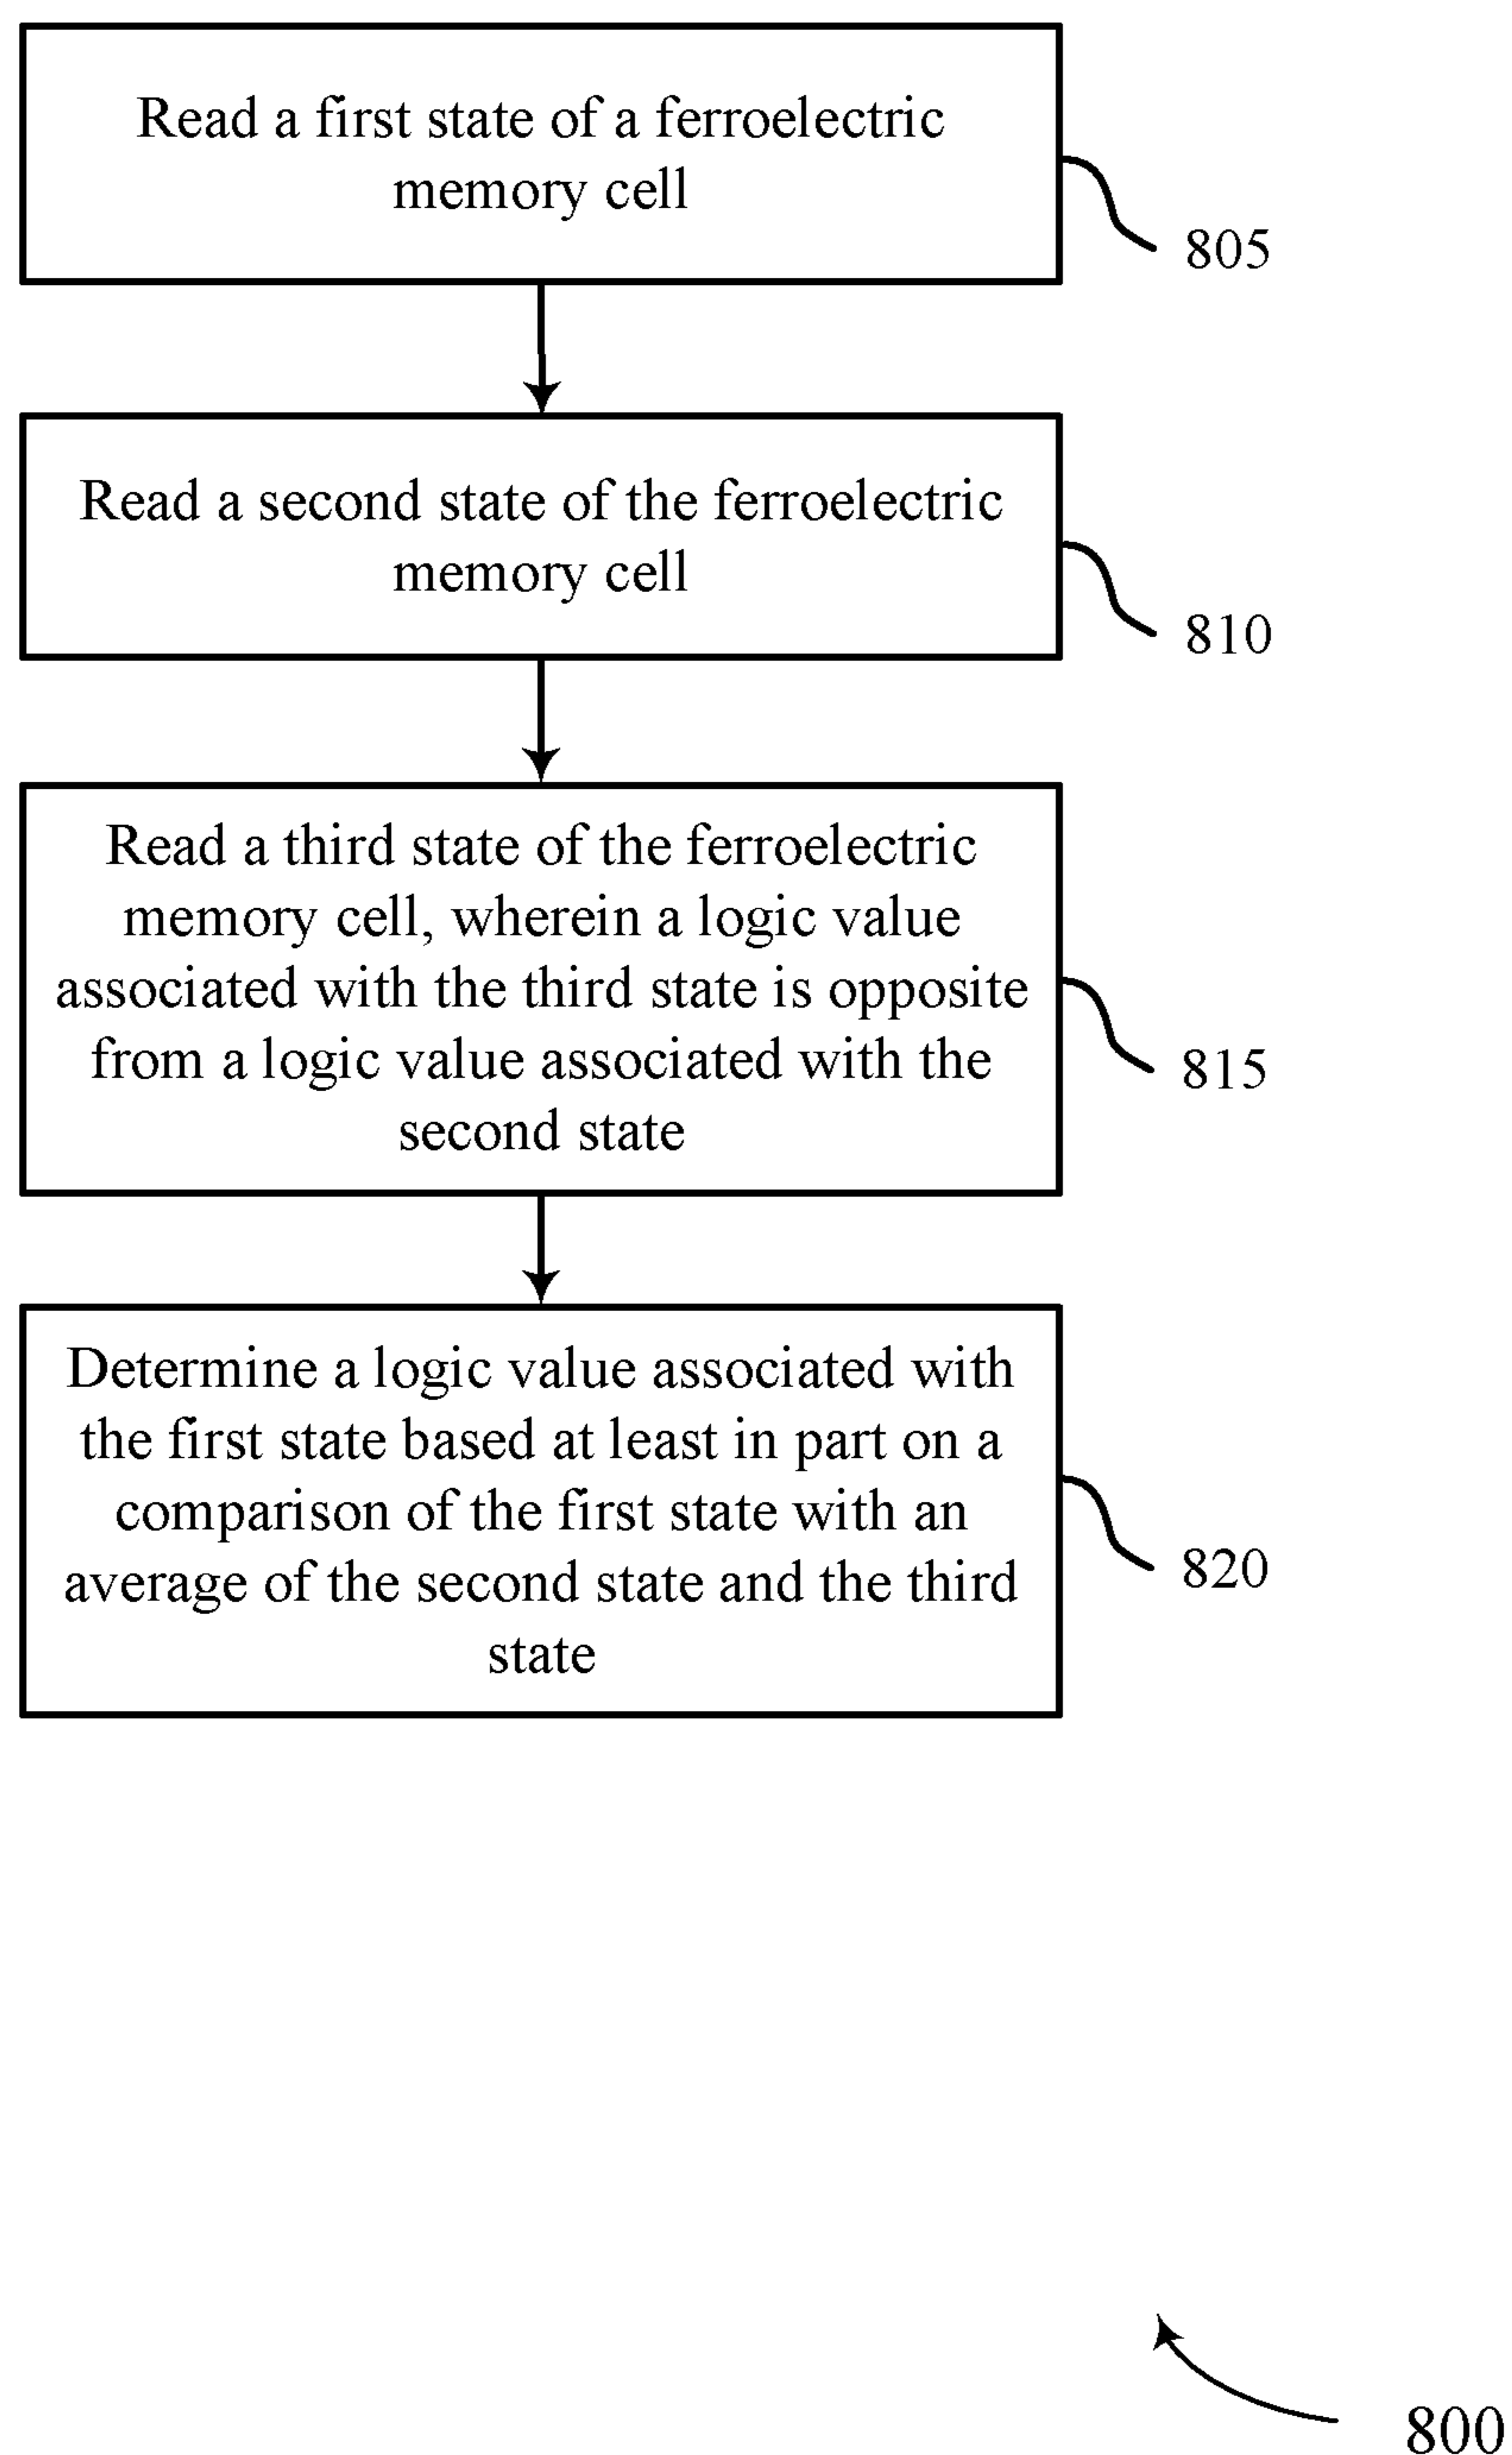 Read a first state of a ferroelectric
memory cell
805
Read a second state of the ferroelectric
memory cell
810
Read a third state of the ferroelectric
memory cell, wherein a logic value
associated with the third state is opposite
from a logic value associated with the
second state
815
Determine a logic value associated with
the first state based at least in part on a
comparison of the first state with an
average of the second state and the third
state
820
800